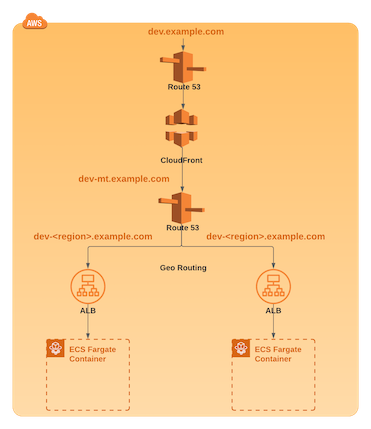 dev.example.com
AWS
Route 53
CloudFront
dev-mt.example.com
Route 53
dev-<region>.example.com
dev-<region>.example.com
Geo Routing
ALB
ALB
ECS Fargate
Container
ECS Fargate
Container